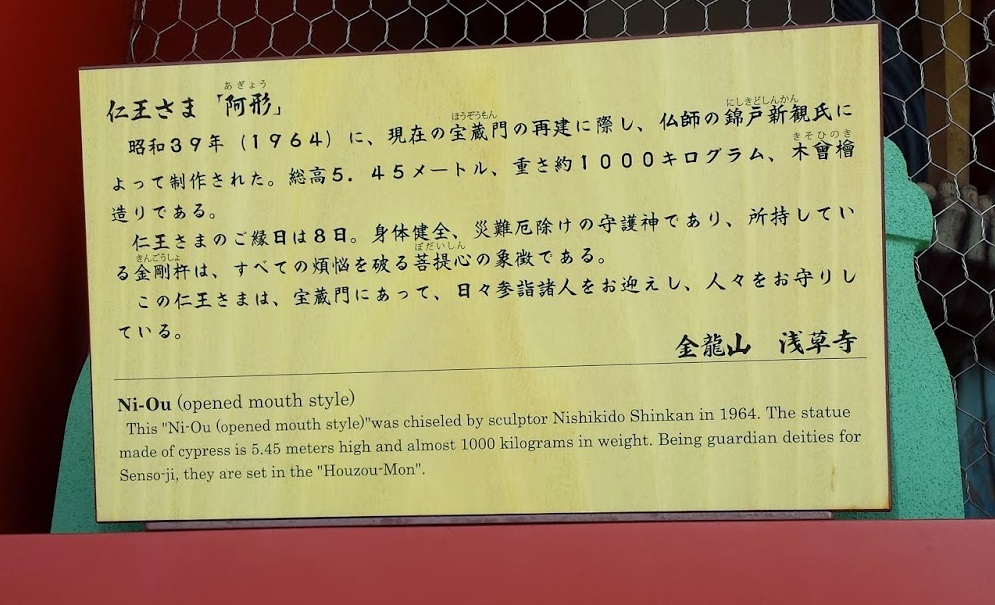 あぎょう
仁王さま「阿形」
ほうぞうもん にしきどしんかん
昭和39年（1964）に、現在の宝蔵門の再建に際し、仏師の錦戸新観氏に
きそひのき
よって制作された。総高5．45メートル、重さ約1000キログラム、木曾檜
造りである。
仁王さまのご縁日は8日。身体健全、災難厄除けの守護神であり、所持してい
きんごうしょ ぼだいしん
る金剛杵は、すべての煩悩を破る菩提心の象徴である。
この仁王さまは、宝蔵門にあって、日々参詣諸人をお迎えし、人々をお守りし
ている。
金龍山　浅草寺
Ni-Ou (opened mouth style)
This "Ni-Ou (opened mouth style)"was chiseled by sculptor Nishikido Shinkan in 1964. The statue
made of cypress is 5.45 meters high and almost 1000 kilograms in weight. Being guardian deities for
Senso-ji, they are set in the "Houzou-Mon".